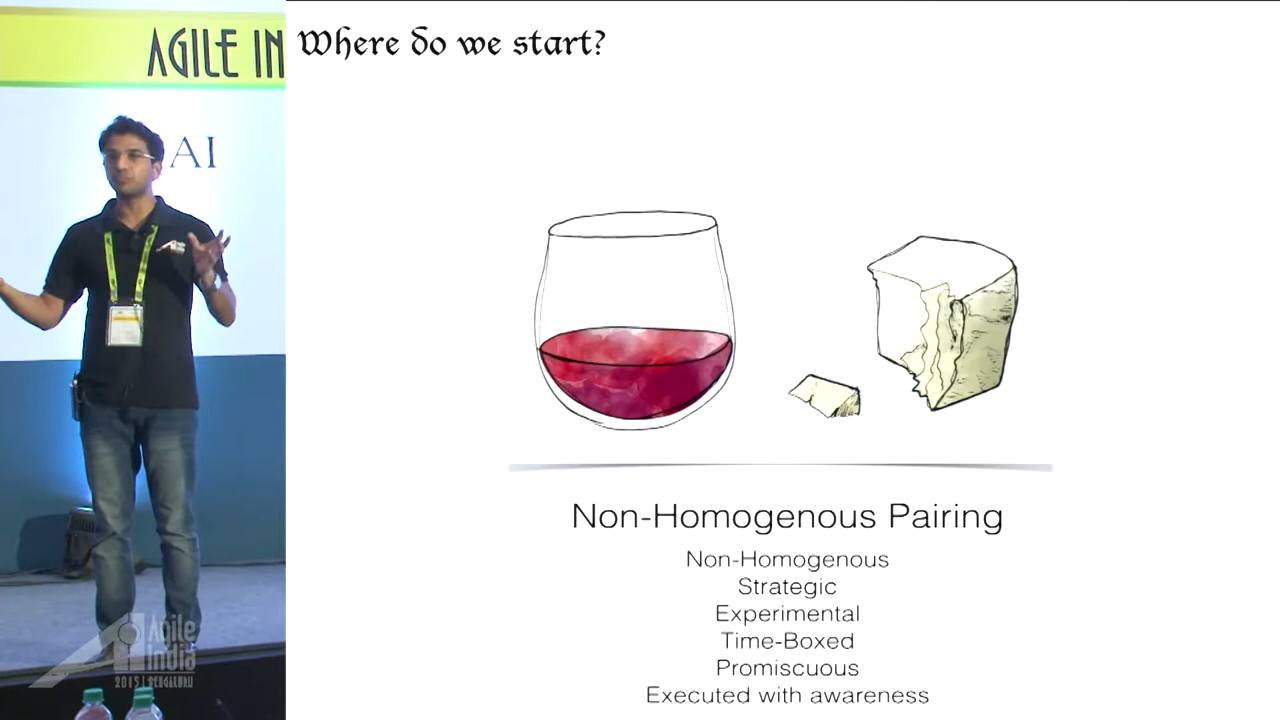 AGILE IN
AI
Where do we start?
Non-Homogenous Pairing
Non-Homogenous
Strategic
Experimental
Time-Boxed
Promiscuous
Executed with awareness
Agile
India
2015 | BENGALURU